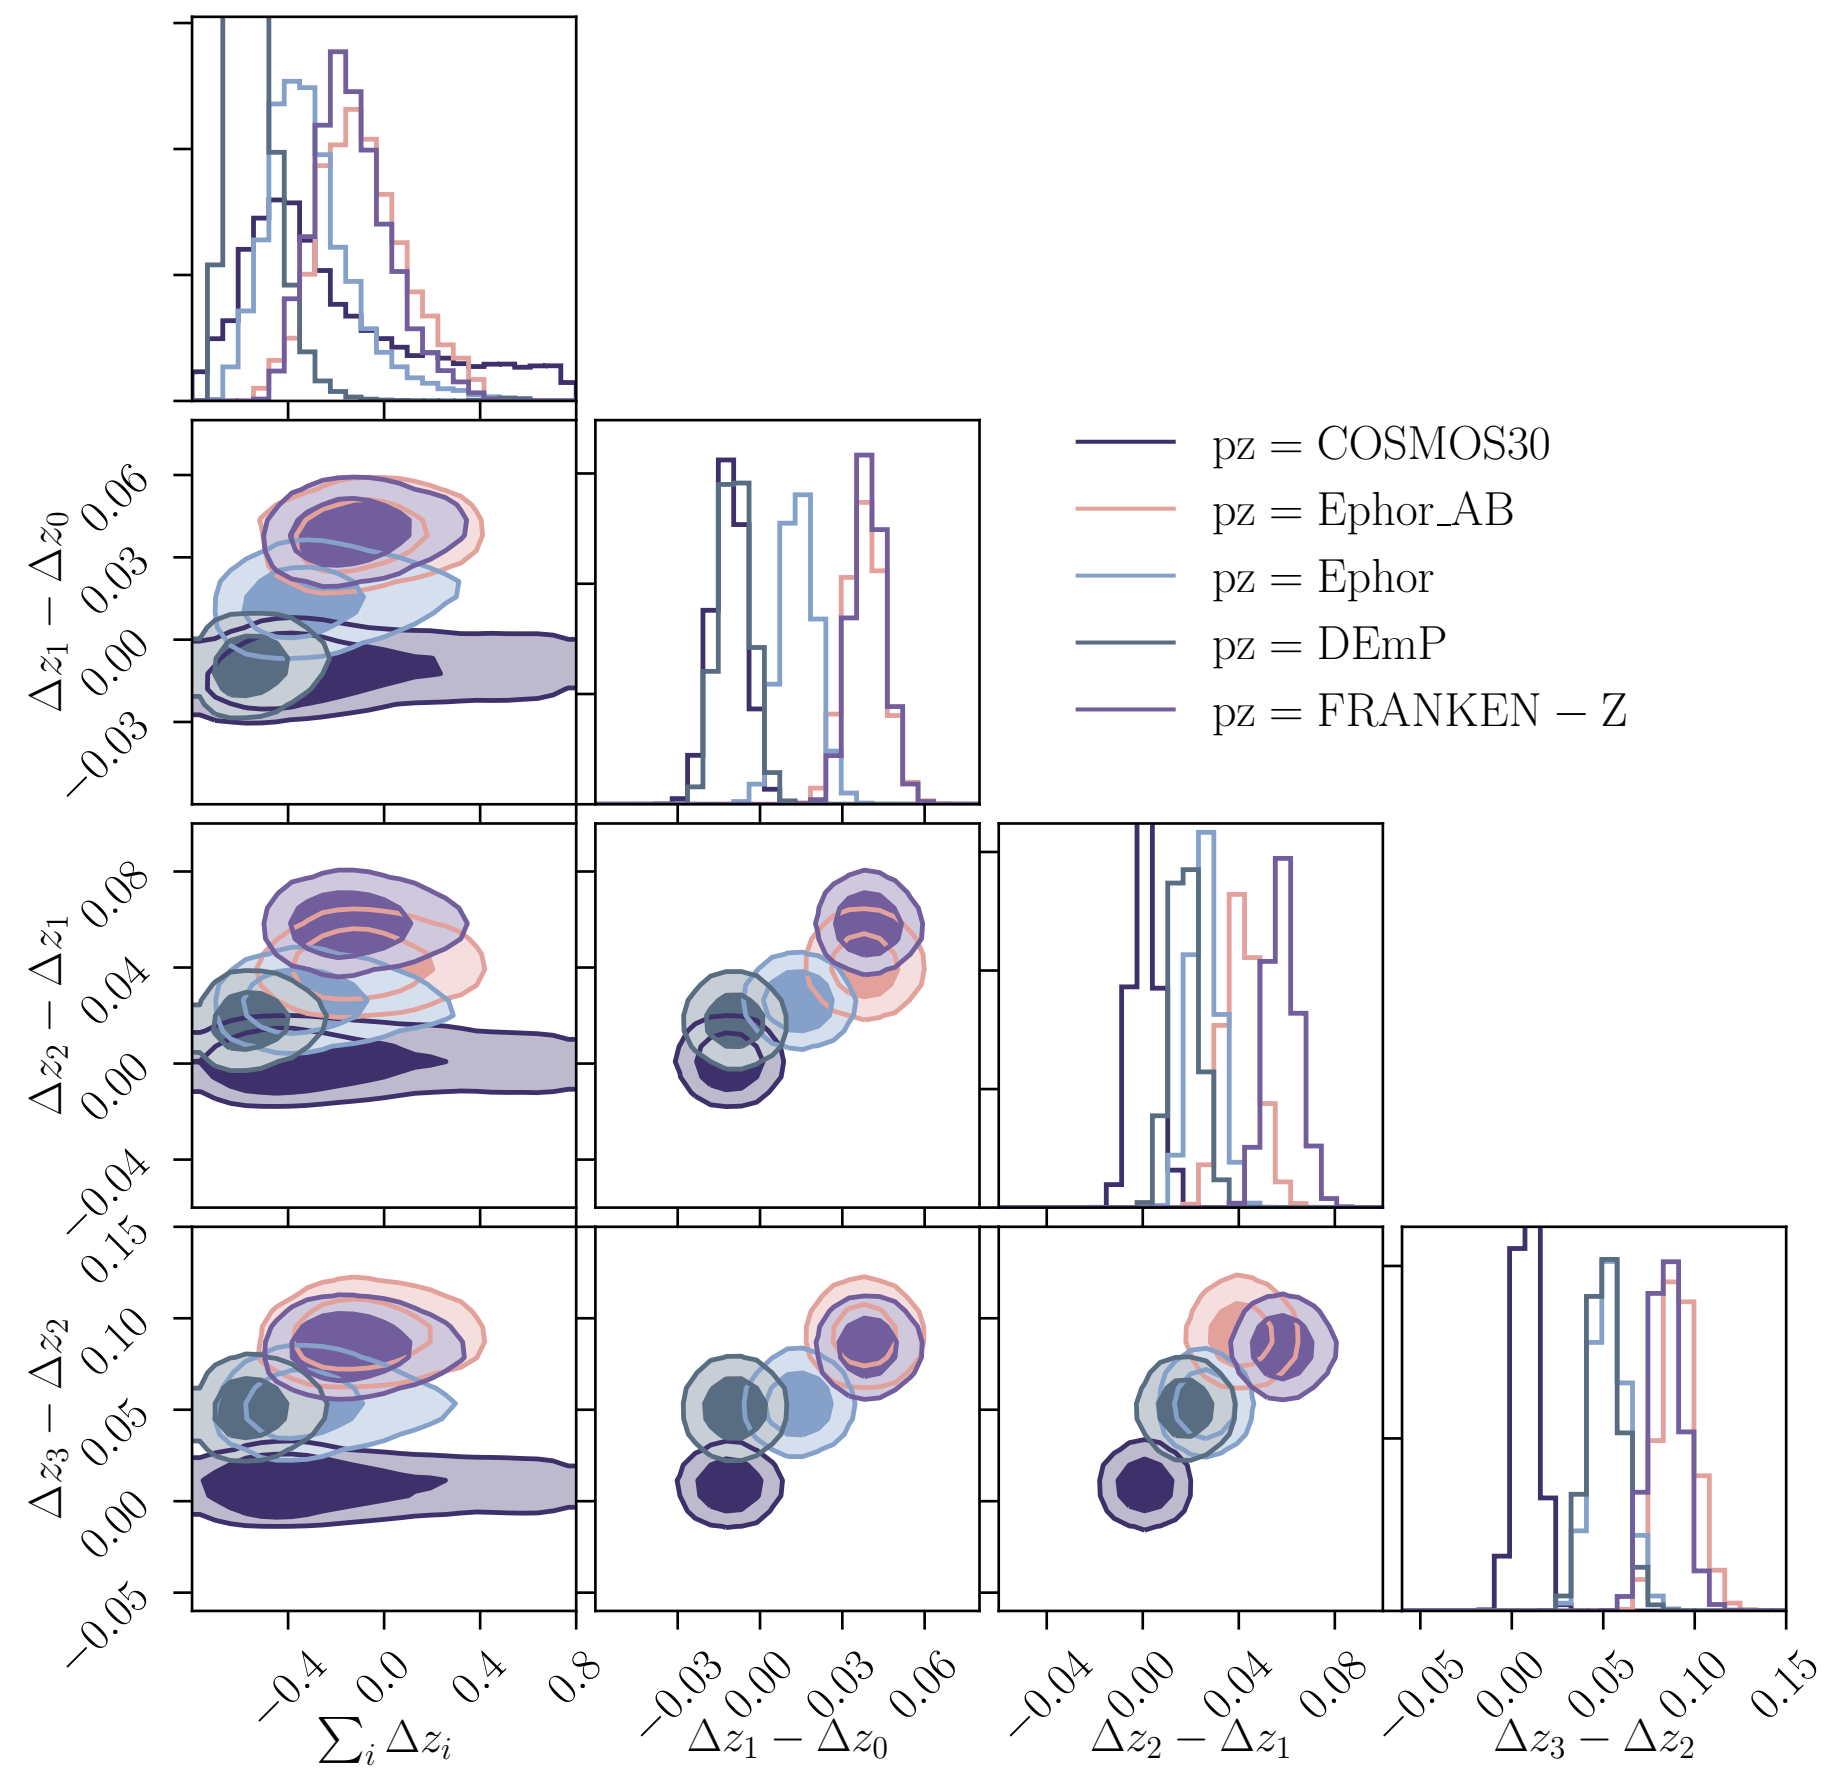 pz = COSMOS30
pz = Ephor_AB
pz = Ephor
pz = DEmP
pz = FRANKEN − Z
Δz₁ − Δz₀
0.06
0.03
0.00
−0.03
Δz₂ − Δz₁
0.08
0.04
0.00
−0.04
Δz₃ − Δz₂
0.15
0.10
0.05
0.00
−0.05
−0.4 0.0 0.4 0.8
−0.03 0.00 0.03 0.06
−0.04 0.00 0.04 0.08
−0.05 0.00 0.05 0.10 0.15
∑ᵢ Δzᵢ
Δz₁ − Δz₀
Δz₂ − Δz₁
Δz₃ − Δz₂